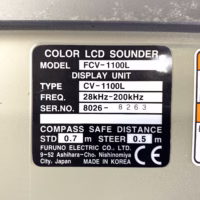 COLOR LCD SOUNDER
MODEL FCV-1100L
DISPLAY UNIT
TYPE CV-1100L
FREQ. 28kHz-200kHz
SER.NO. 8026-8263
COMPASS SAFE DISTANCE
STD 0.7 m STEER 0.5 m
FURUNO ELECTRIC CO., LTD.
9-52 Ashihara-Cho, Nishinomiya
City, Japan MADE IN KOREA